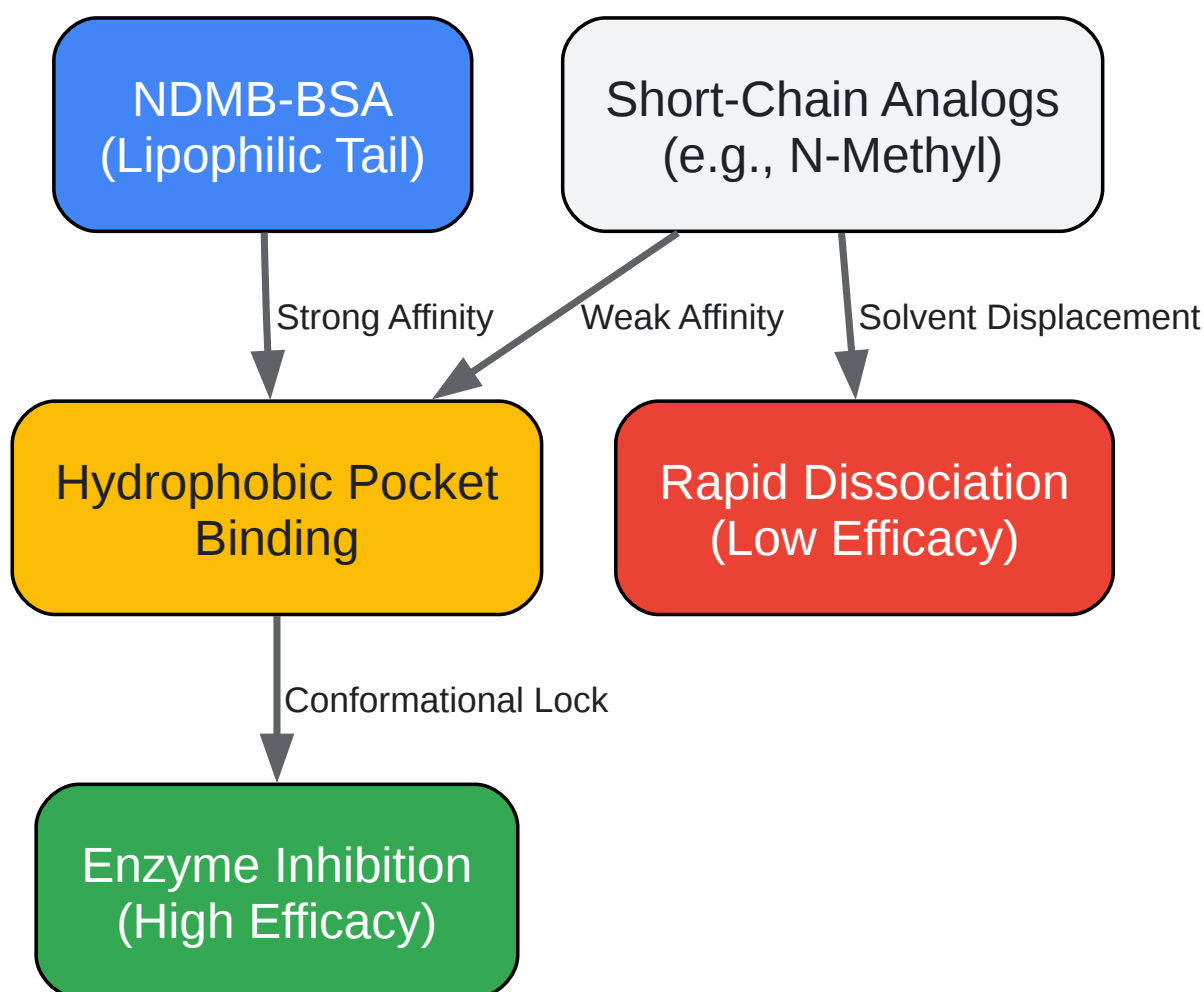 NDMB-BSA
(Lipophilic Tail)
Short-Chain Analogs
(e.g., N-Methyl)
Strong Affinity
Weak Affinity
Solvent Displacement
Hydrophobic Pocket
Binding
Rapid Dissociation
(Low Efficacy)
Conformational Lock
Enzyme Inhibition
(High Efficacy)